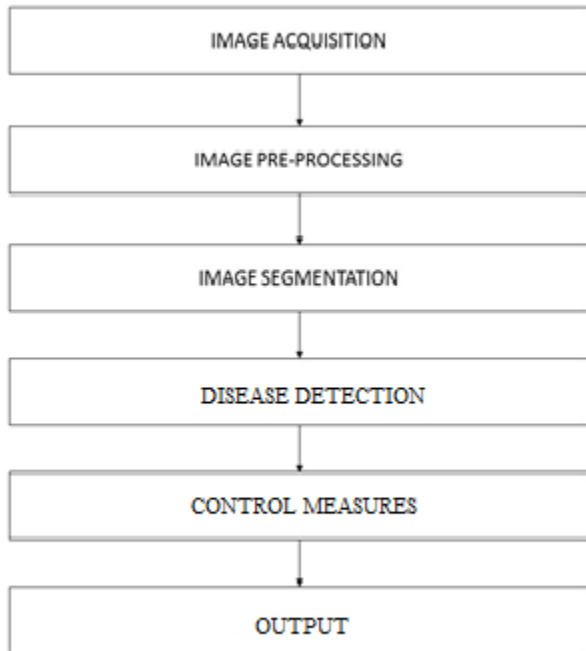 IMAGE ACQUISITION
IMAGE PRE-PROCESSING
IMAGE SEGMENTATION
DISEASE DETECTION
CONTROL MEASURES
OUTPUT